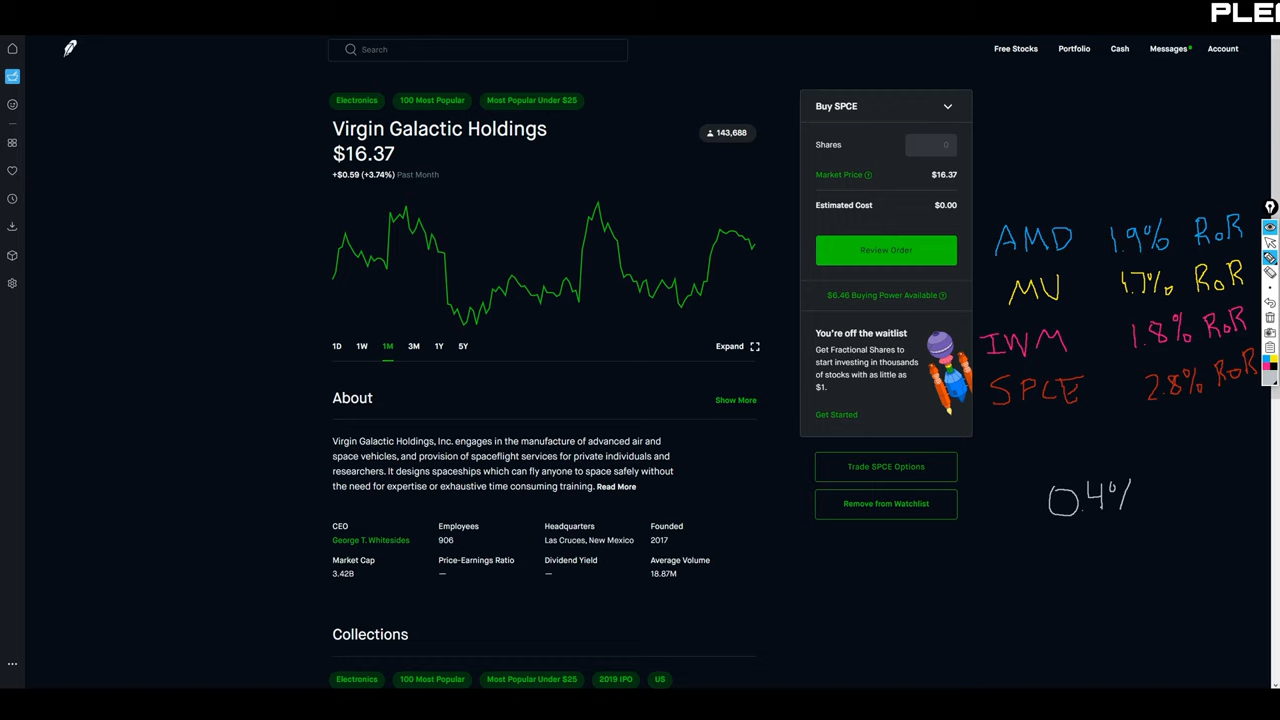 PLE
Search
Free Stocks Portfolio Cash Messages Account
Electronics 100 Most Popular Most Popular Under $25
Virgin Galactic Holdings
$16.37
143,688
+$0.59 (+3.74%) Past Month
1D 1W 1M 3M 1Y 5Y
Expand
About
Show More
Virgin Galactic Holdings, Inc. engages in the manufacture of advanced air and
space vehicles, and provision of spaceflight services for private individuals and
researchers. It designs spaceships which can fly anyone to space safely without
the need for expertise or exhaustive time consuming training. Read More
CEO Employees Headquarters Founded
George T. Whitesides 906 Las Cruces, New Mexico 2017
Market Cap Price-Earnings Ratio Dividend Yield Average Volume
3.42B — — 18.87M
Collections
Electronics 100 Most Popular Most Popular Under $25 2019 IPO US
Buy SPCE
Shares 0
Market Price $16.37
Estimated Cost $0.00
Review Order
$6.46 Buying Power Available
You're off the waitlist
Get Fractional Shares to
start investing in thousands
of stocks with as little as
$1.
Get Started
Trade SPCE Options
Remove from Watchlist
AMD 1.9% RoR
MU 1.7% RoR
IWM 1.8% RoR
SPCE 2.8% RoR
0.4%